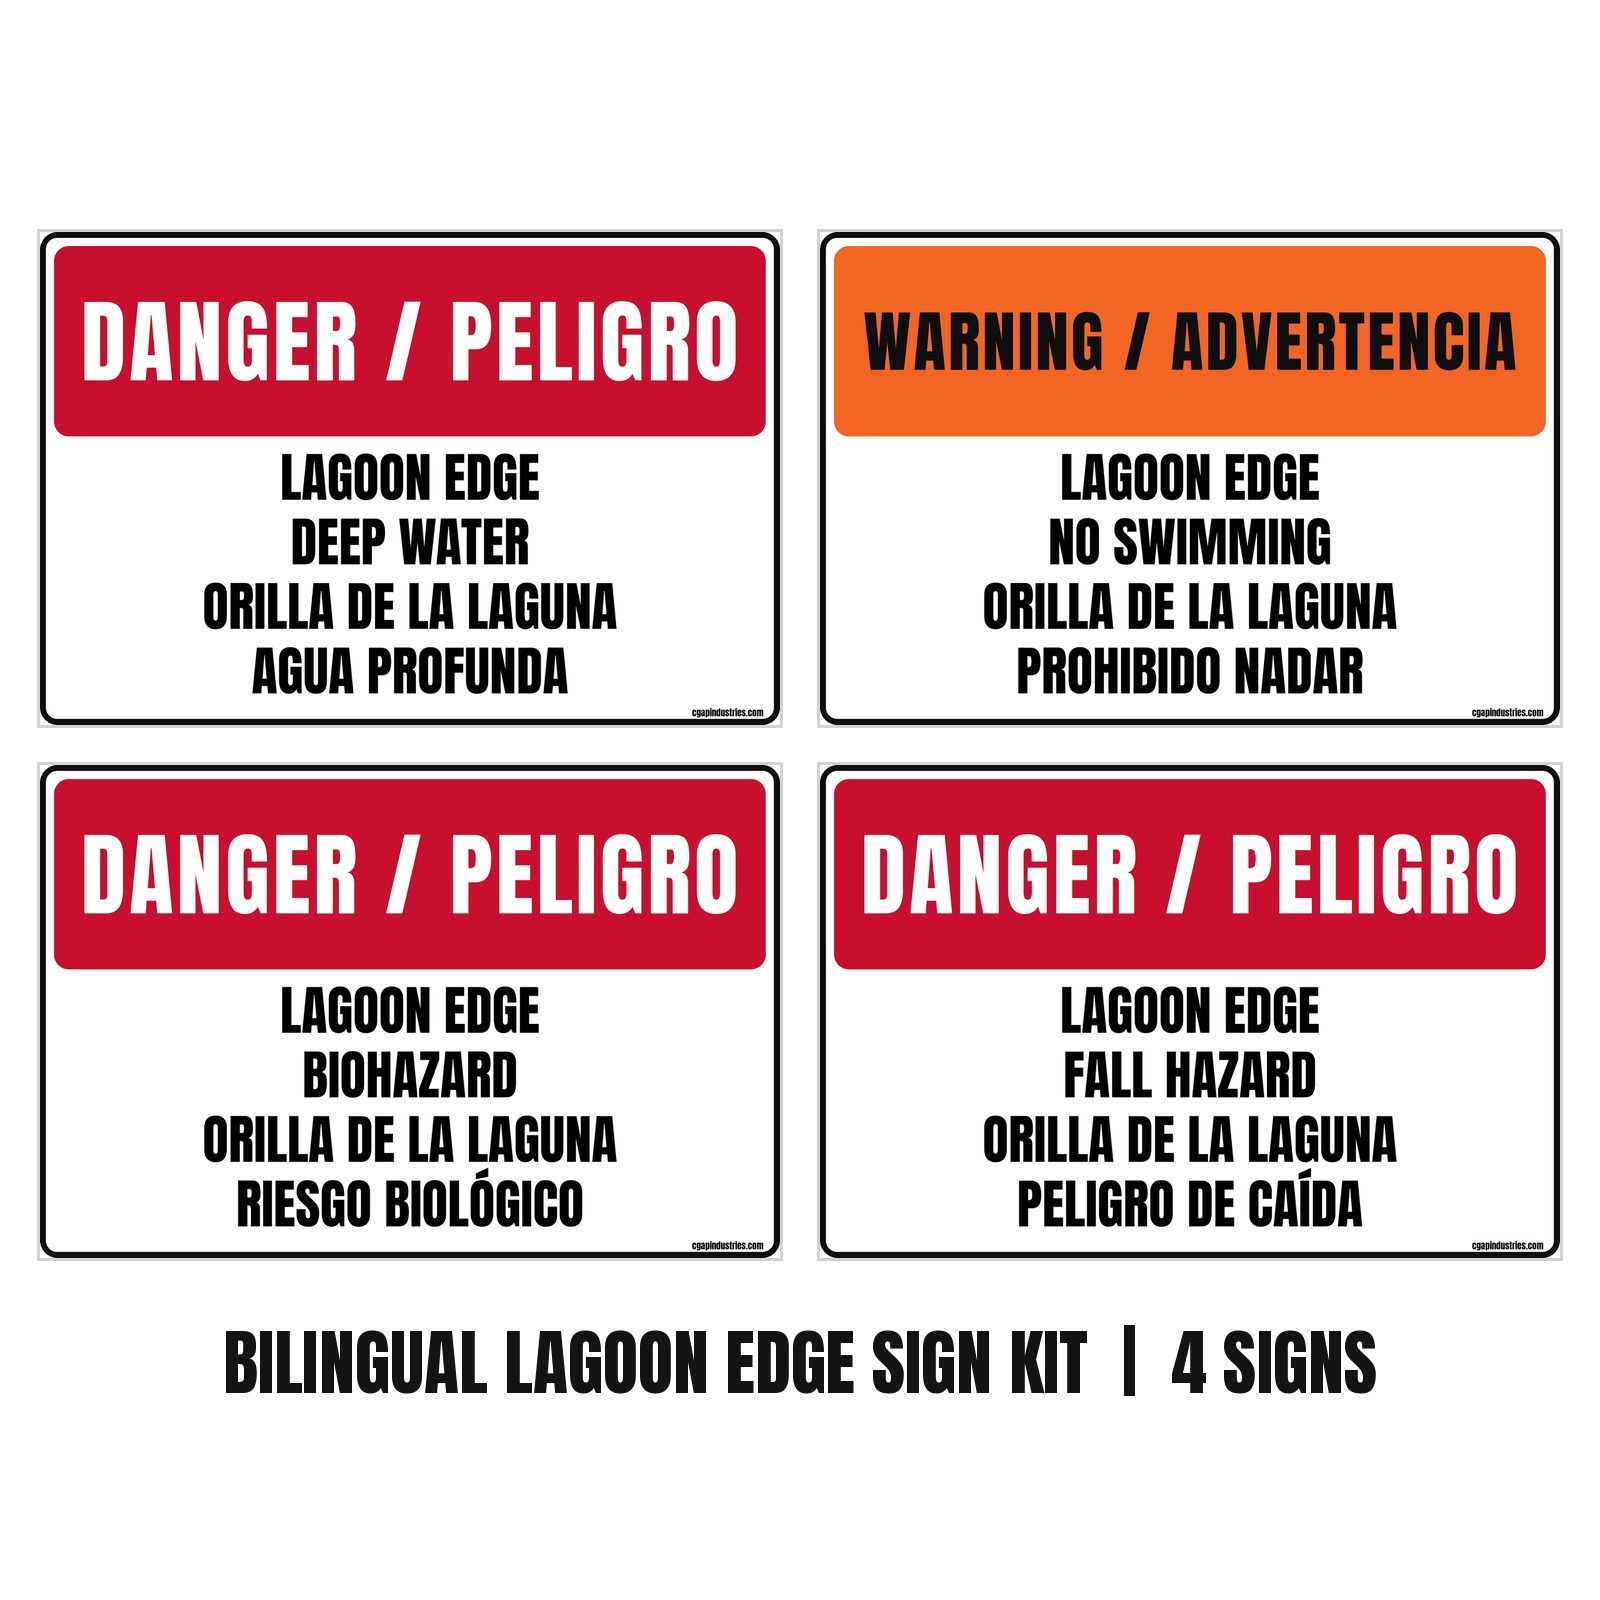 DANGER / PELIGRO
LAGOON EDGE
DEEP WATER
ORILLA DE LA LAGUNA
AGUA PROFUNDA
cgapindustries.com
WARNING / ADVERTENCIA
LAGOON EDGE
NO SWIMMING
ORILLA DE LA LAGUNA
PROHIBIDO NADAR
cgapindustries.com
DANGER / PELIGRO
LAGOON EDGE
BIOHAZARD
ORILLA DE LA LAGUNA
RIESGO BIOLÓGICO
cgapindustries.com
DANGER / PELIGRO
LAGOON EDGE
FALL HAZARD
ORILLA DE LA LAGUNA
PELIGRO DE CAÍDA
cgapindustries.com
BILINGUAL LAGOON EDGE SIGN KIT | 4 SIGNS